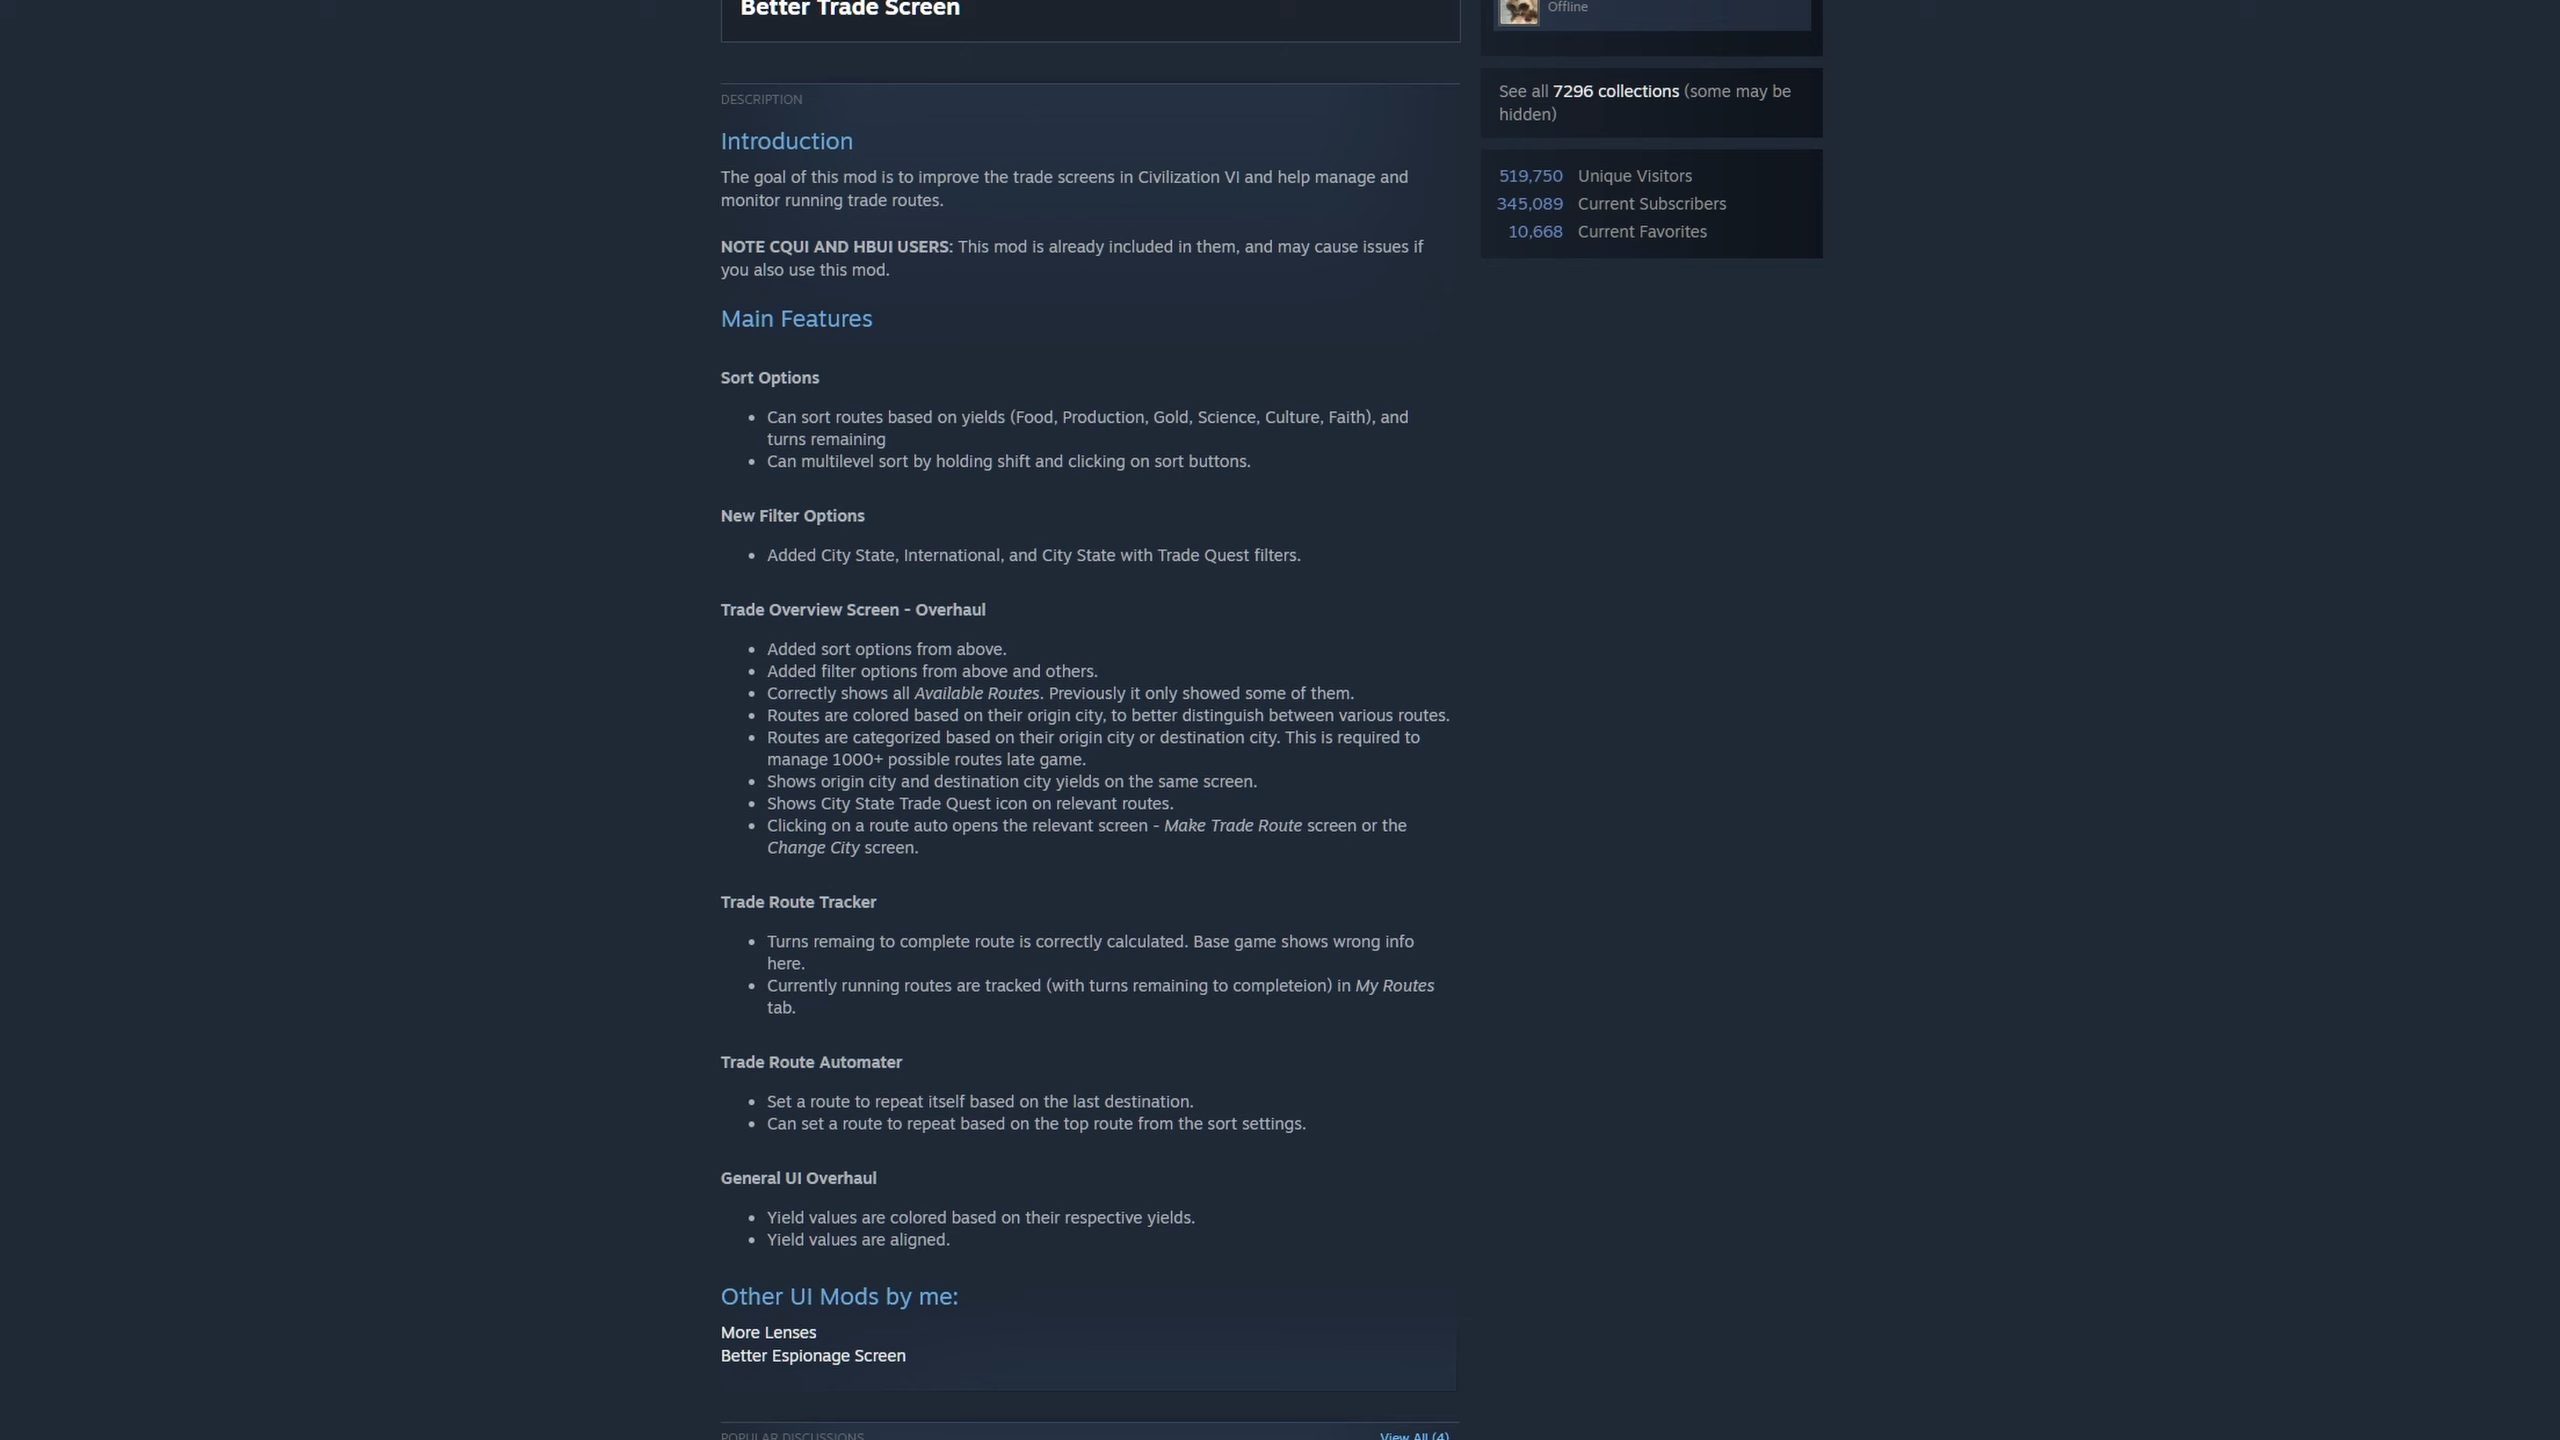 Better Trade Screen
DESCRIPTION
Introduction
The goal of this mod is to improve the trade screens in Civilization VI and help manage and
monitor running trade routes.
NOTE CQUI AND HBUI USERS: This mod is already included in them, and may cause issues if
you also use this mod.
Main Features
Sort Options
• Can sort routes based on yields (Food, Production, Gold, Science, Culture, Faith), and
turns remaining
• Can multilevel sort by holding shift and clicking on sort buttons.
New Filter Options
• Added City State, International, and City State with Trade Quest filters.
Trade Overview Screen - Overhaul
• Added sort options from above.
• Added filter options from above and others.
• Correctly shows all Available Routes. Previously it only showed some of them.
• Routes are colored based on their origin city, to better distinguish between various routes.
• Routes are categorized based on their origin city or destination city. This is required to
manage 1000+ possible routes late game.
• Shows origin city and destination city yields on the same screen.
• Shows City State Trade Quest icon on relevant routes.
• Clicking on a route auto opens the relevant screen - Make Trade Route screen or the
Change City screen.
Trade Route Tracker
• Turns remaing to complete route is correctly calculated. Base game shows wrong info
here.
• Currently running routes are tracked (with turns remaining to completeion) in My Routes
tab.
Trade Route Automater
• Set a route to repeat itself based on the last destination.
• Can set a route to repeat based on the top route from the sort settings.
General UI Overhaul
• Yield values are colored based on their respective yields.
• Yield values are aligned.
Other UI Mods by me:
More Lenses
Better Espionage Screen
POPULAR DISCUSSIONS
View All (4)
Offline
See all 7296 collections (some may be
hidden)
519,750 Unique Visitors
345,089 Current Subscribers
10,668 Current Favorites